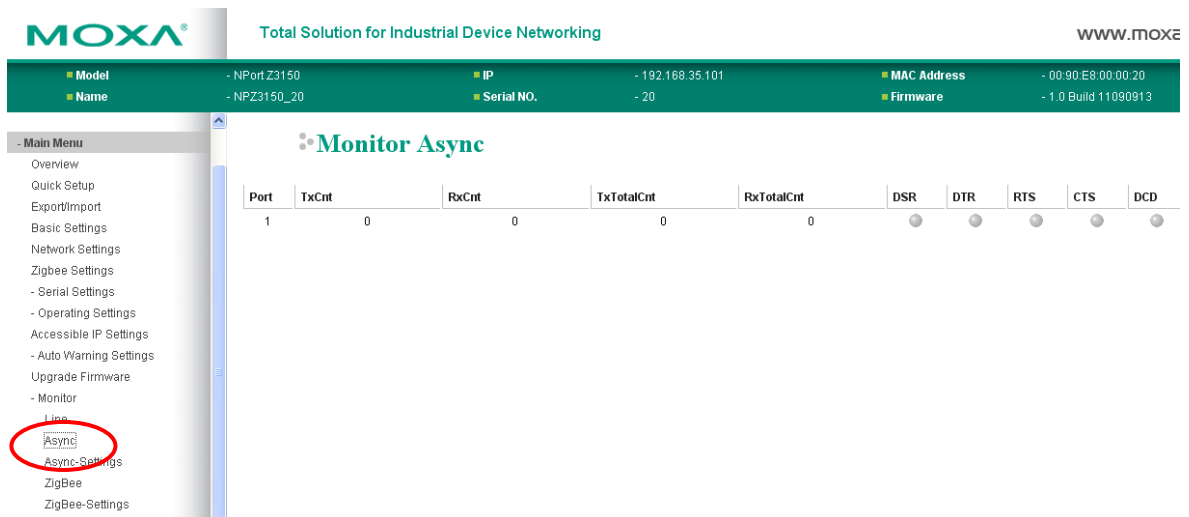 MOXA®
Total Solution for Industrial Device Networking
www.moxa
Model - NPort Z3150 IP - 192.168.35.101 MAC Address - 00:90:E8:00:00:20
Name - NPZ3150_20 Serial NO. - 20 Firmware - 1.0 Build 11090913
- Main Menu
Overview
Quick Setup
Export/Import
Basic Settings
Network Settings
Zigbee Settings
- Serial Settings
- Operating Settings
Accessible IP Settings
- Auto Warning Settings
Upgrade Firmware
- Monitor
Line
Async
Async-Settings
ZigBee
ZigBee-Settings
Monitor Async
Port TxCnt RxCnt TxTotalCnt RxTotalCnt DSR DTR RTS CTS DCD
1 0 0 0 0